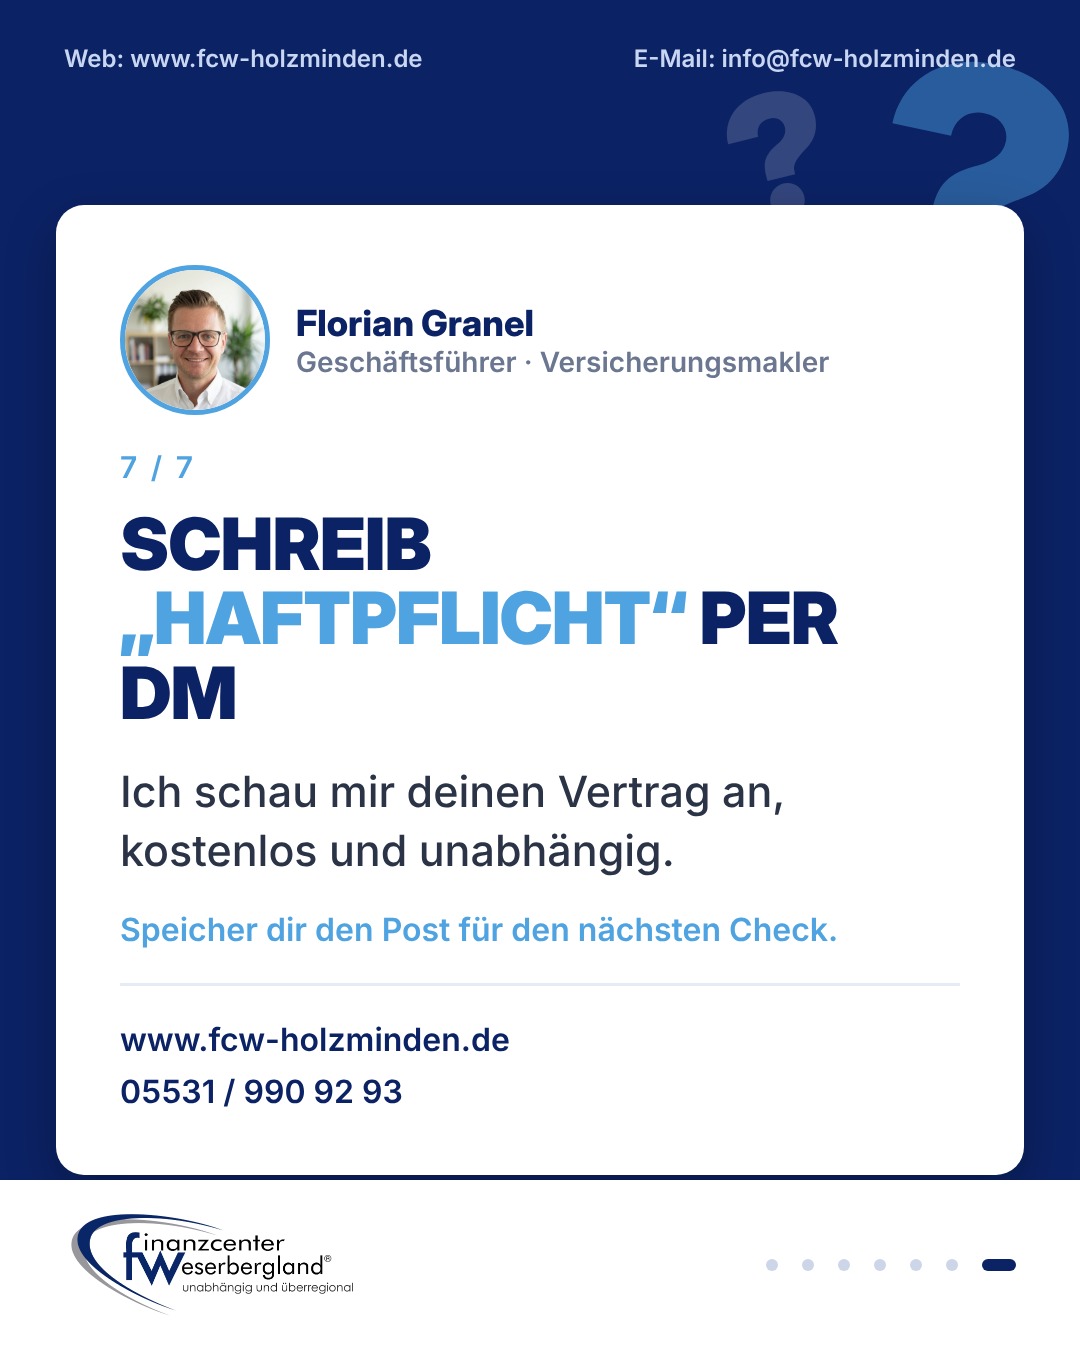 Web: www.fcw-holzminden.de
E-Mail: info@fcw-holzminden.de
? ?
Florian Granel
Geschäftsführer · Versicherungsmakler
7 / 7
SCHREIB
„HAFTPFLICHT“ PER
DM
Ich schau mir deinen Vertrag an,
kostenlos und unabhängig.
Speicher dir den Post für den nächsten Check.
www.fcw-holzminden.de
05531 / 990 92 93
finanzcenter
weserbergland®
unabhängig und überregional